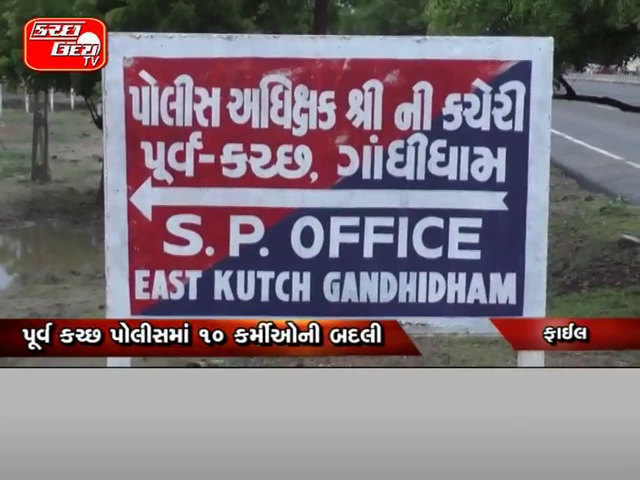 કચ્છ ઉદય TV
પોલીસ અધિક્ષક શ્રી ની કચેરી
પૂર્વ-કચ્છ, ગાંધીધામ
S. P. OFFICE
EAST KUTCH GANDHIDHAM
પૂર્વ કચ્છ પોલીસમાં ૧૦ કર્મીઓની બદલી
ફાઈલ